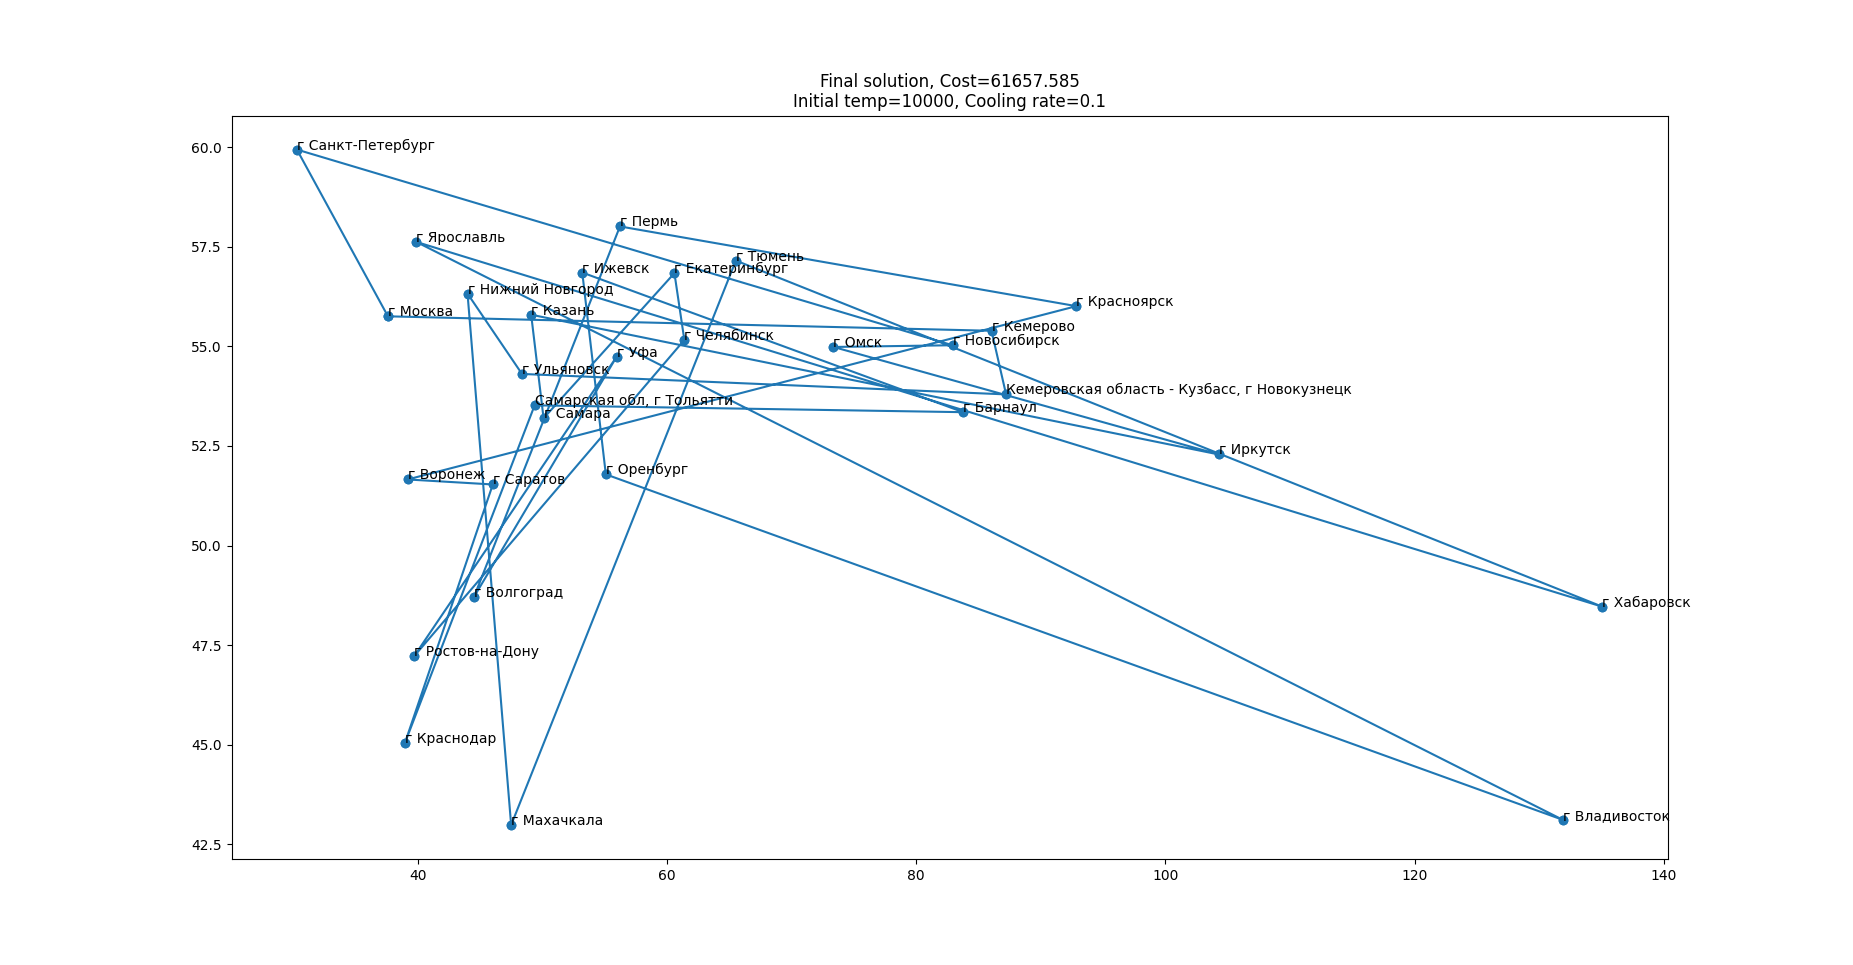 Final solution, Cost=61657.585
Initial temp=10000, Cooling rate=0.1
60.0
57.5
55.0
52.5
50.0
47.5
45.0
42.5
г Санкт-Петербург
г Пермь
г Ярославль
г Тюмень
г Ижевск
г Екатеринбург
г Нижний Новгород
г Красноярск
г Москва
г Казань
г Кемерово
г Челябинск
г Омск
г Новосибирск
г Уфа
г Ульяновск
Кемеровская область - Кузбасс, г Новокузнецк
Самарская обл, г Тольятти
г Барнаул
г Самара
г Иркутск
г Оренбург
г Воронеж
г Саратов
г Волгоград
г Хабаровск
г Ростов-на-Дону
г Краснодар
г Махачкала
г Владивосток
40
60
80
100
120
140